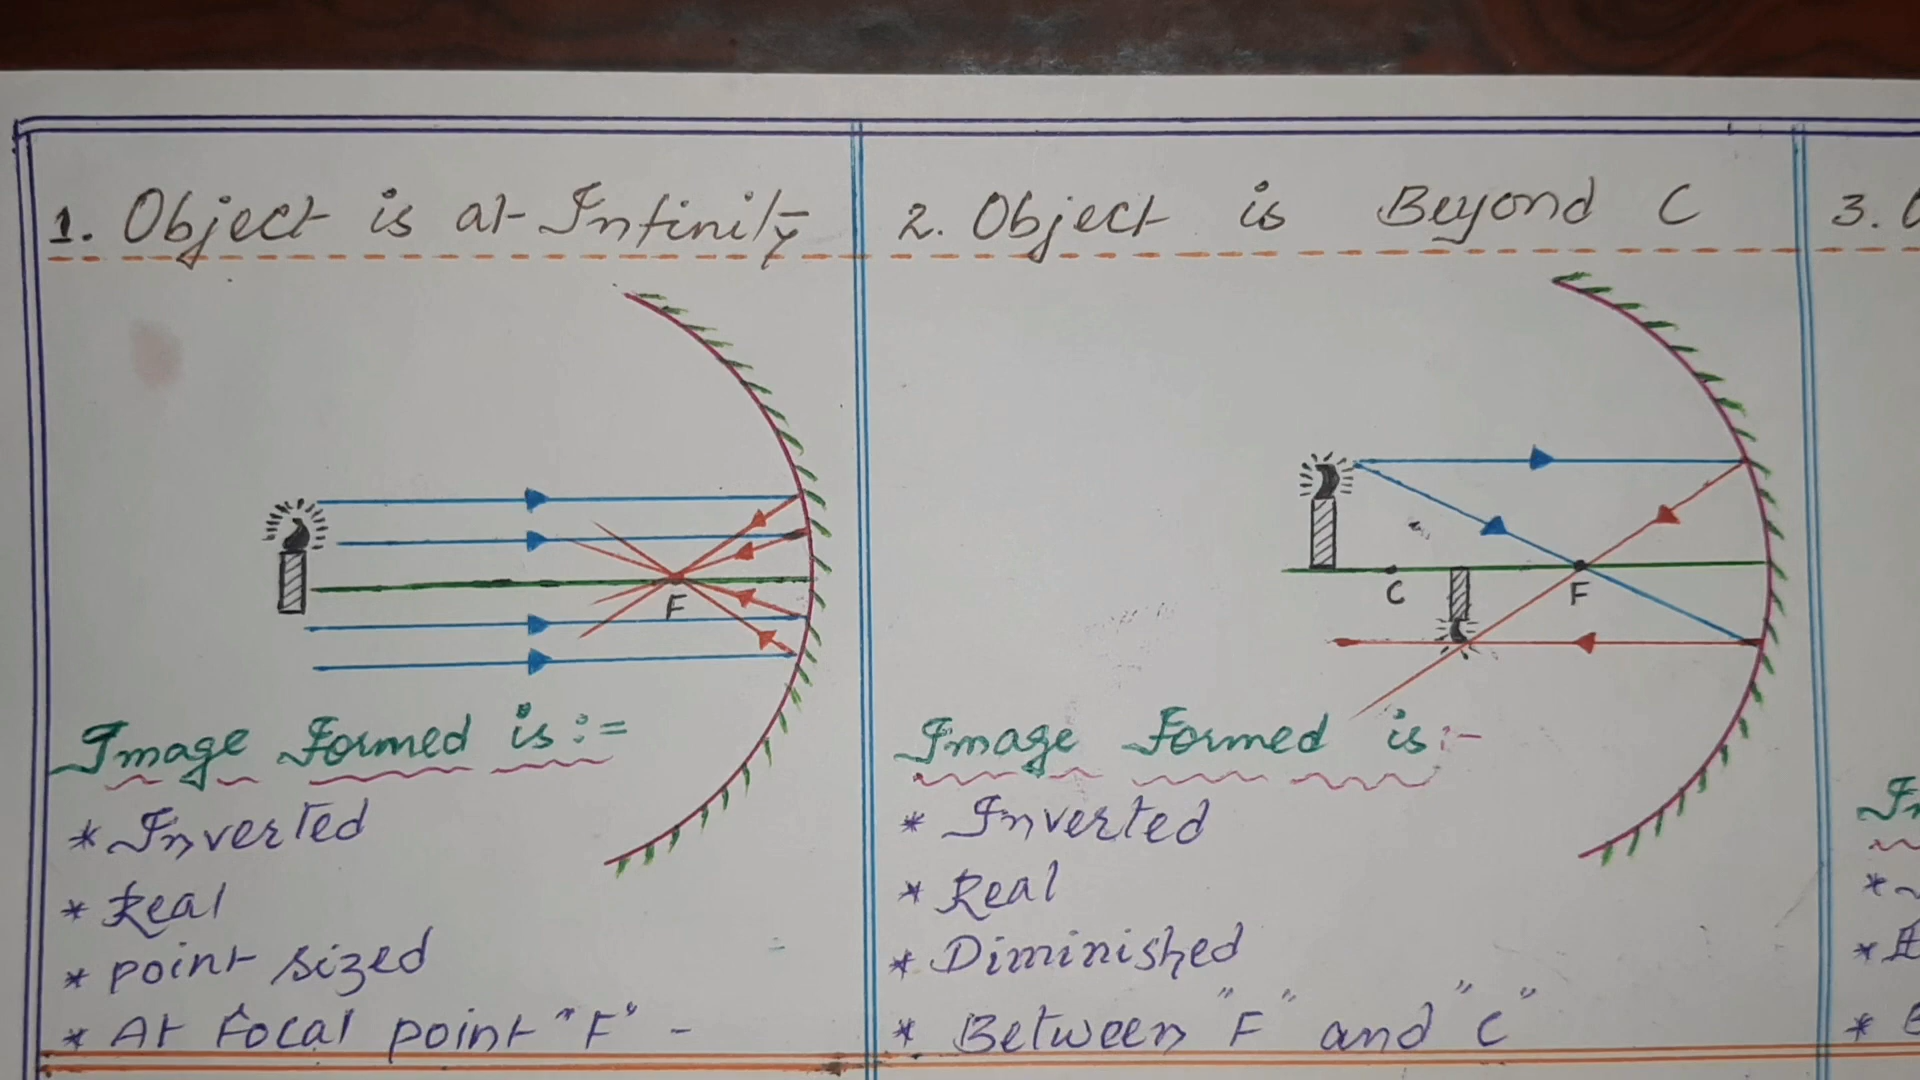 1. Object is at Infinity
F
Image Formed is :=
* Inverted
* Real
* point sized
* At Focal point "F" -
2. Object is Beyond C
C
F
Image Formed is :-
* Inverted
* Real
* Diminished
* Between "F" and "C"
3.